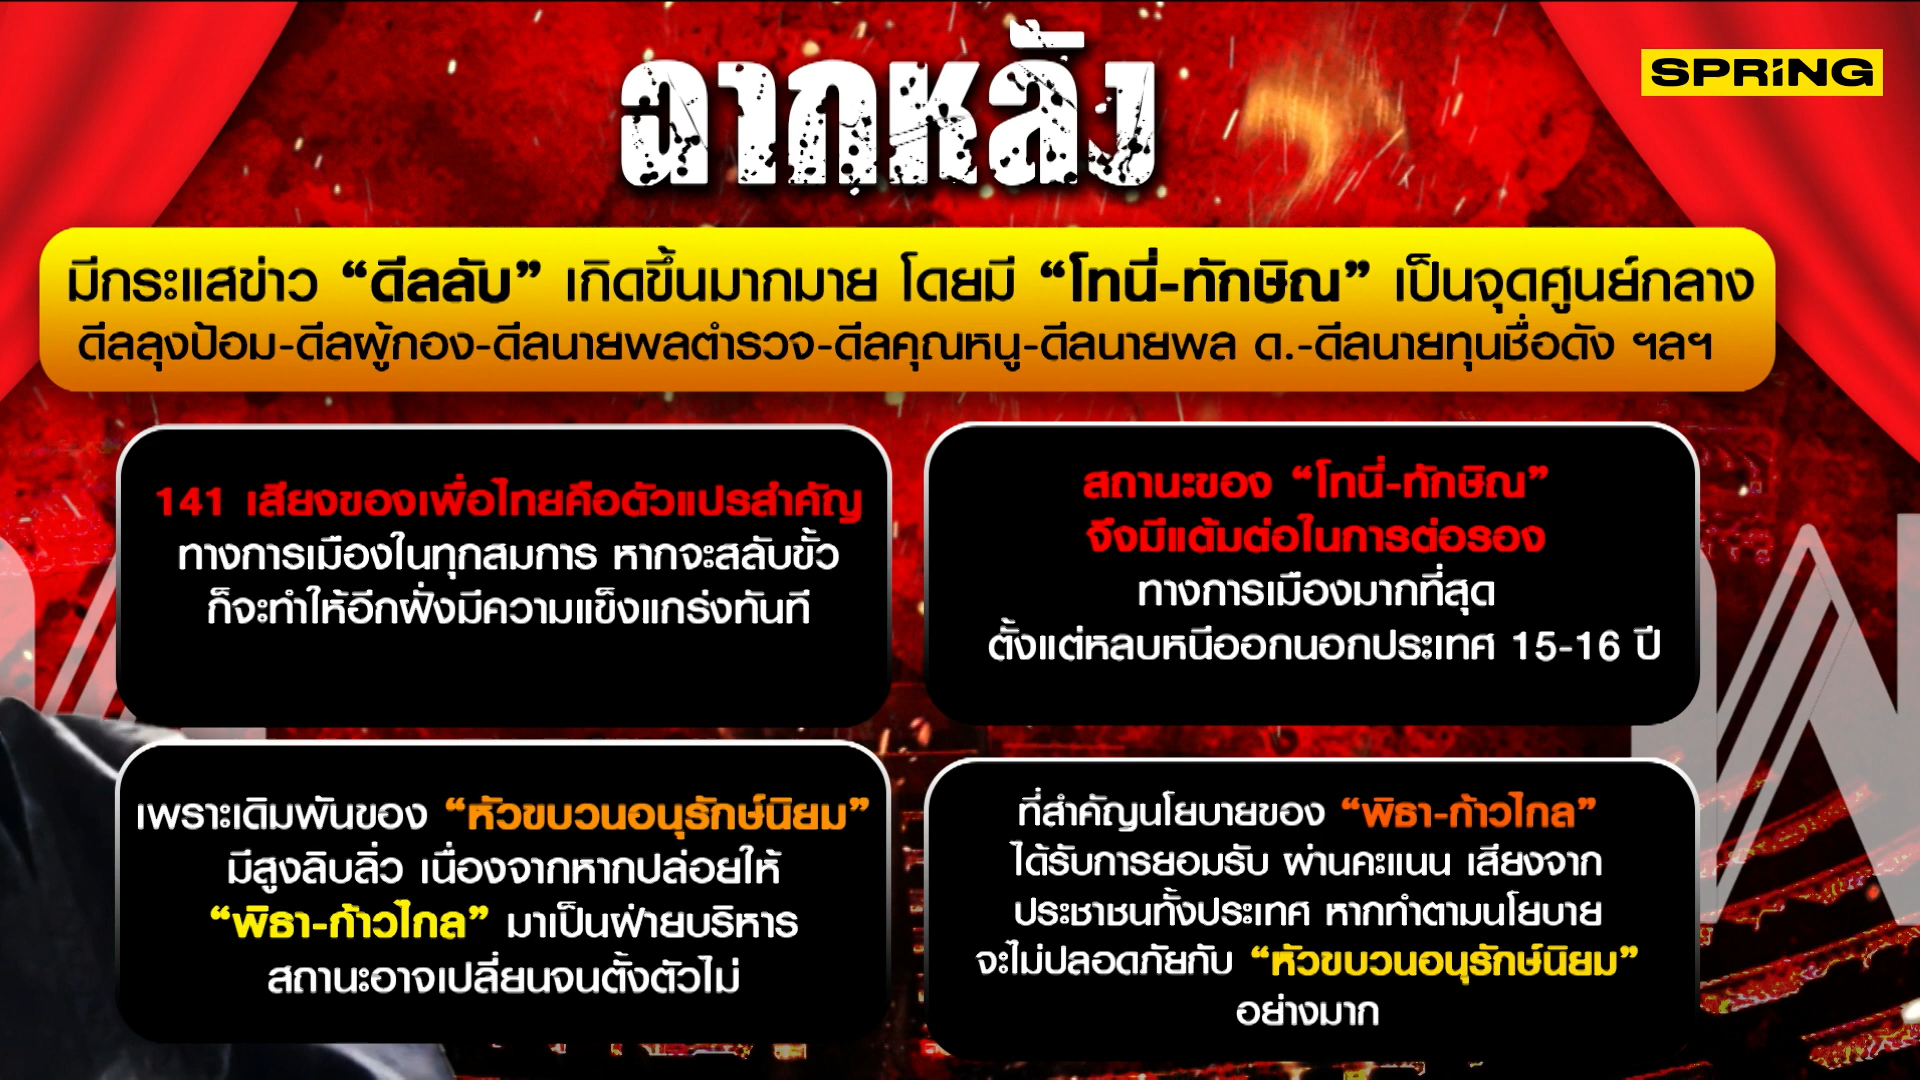 ฉากหลัง
SPRiNG
มีกระแสข่าว “ดีลลับ” เกิดขึ้นมากมาย โดยมี “โทนี่-ทักษิณ” เป็นจุดศูนย์กลาง
ดีลลุงป้อม-ดีลผู้กอง-ดีลนายพลตำรวจ-ดีลคุณหนู-ดีลนายพล ด.-ดีลนายทุนชื่อดัง ฯลฯ
141 เสียงของเพื่อไทยคือตัวแปรสำคัญ
ทางการเมืองในทุกสมการ หากจะสลับขั้ว
ก็จะทำให้อีกฝั่งมีความแข็งแกร่งทันที
สถานะของ “โทนี่-ทักษิณ”
จึงมีแต้มต่อในการต่อรอง
ทางการเมืองมากที่สุด
ตั้งแต่หลบหนีออกนอกประเทศ 15-16 ปี
เพราะเดิมพันของ “หัวขบวนอนุรักษ์นิยม”
มีสูงลิบลิ่ว เนื่องจากหากปล่อยให้
“พิธา-ก้าวไกล” มาเป็นฝ่ายบริหาร
สถานะอาจเปลี่ยนจนตั้งตัวไม่
ที่สำคัญนโยบายของ “พิธา-ก้าวไกล”
ได้รับการยอมรับ ผ่านคะแนน เสียงจาก
ประชาชนทั้งประเทศ หากทำตามนโยบาย
จะไม่ปลอดภัยกับ “หัวขบวนอนุรักษ์นิยม”
อย่างมาก